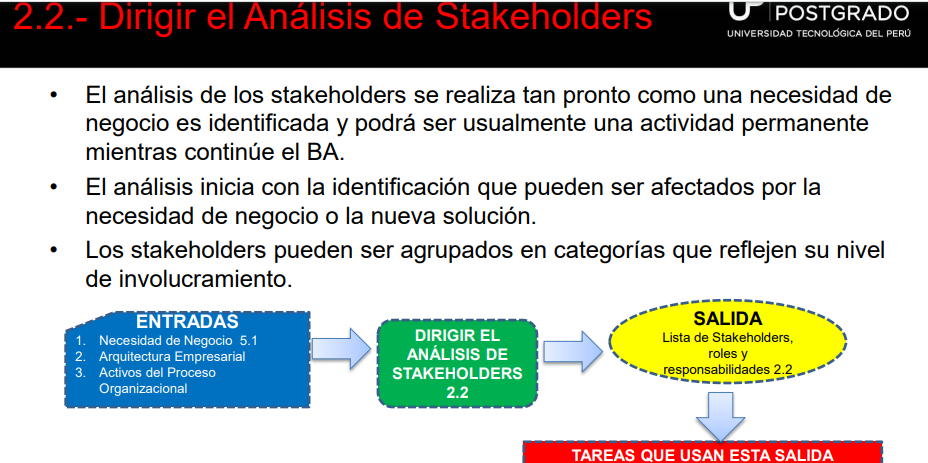 2.2.- Dirigir el Análisis de Stakeholders
UP POSTGRADO
UNIVERSIDAD TECNOLÓGICA DEL PERÚ
• El análisis de los stakeholders se realiza tan pronto como una necesidad de
negocio es identificada y podrá ser usualmente una actividad permanente
mientras continúe el BA.
• El análisis inicia con la identificación que pueden ser afectados por la
necesidad de negocio o la nueva solución.
• Los stakeholders pueden ser agrupados en categorías que reflejen su nivel
de involucramiento.
ENTRADAS
1. Necesidad de Negocio 5.1
2. Arquitectura Empresarial
3. Activos del Proceso
Organizacional
DIRIGIR EL
ANÁLISIS DE
STAKEHOLDERS
2.2
SALIDA
Lista de Stakeholders,
roles y
responsabilidades 2.2
TAREAS QUE USAN ESTA SALIDA